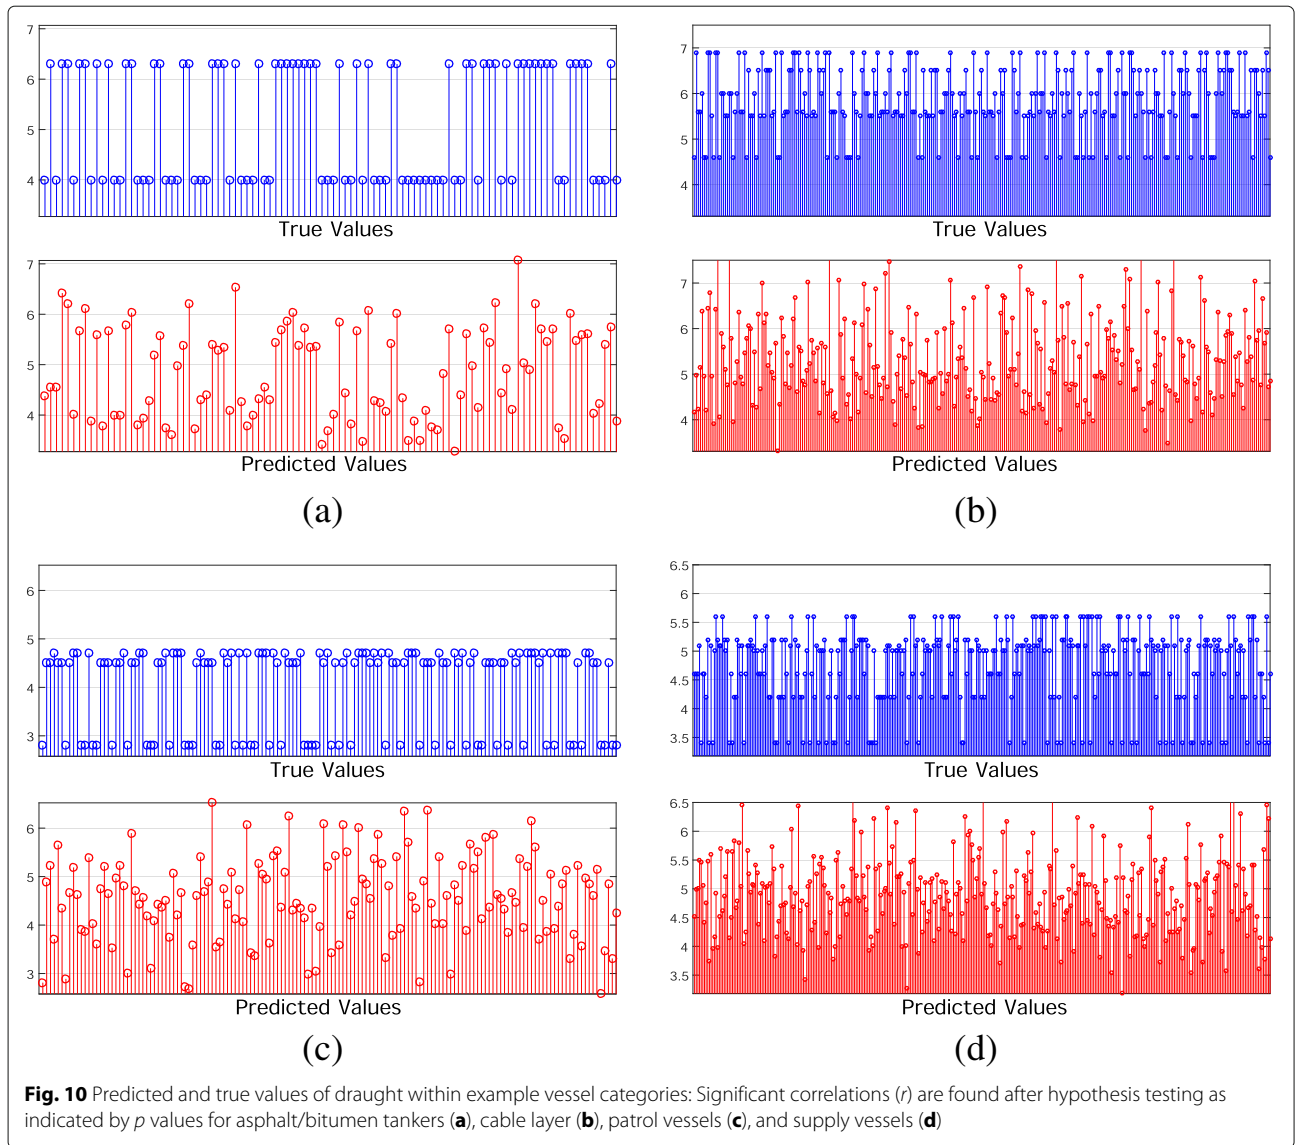 7
6
5
4
True Values
7
6
5
4
True Values
7
6
5
4
Predicted Values
7
6
5
4
Predicted Values
(a)
(b)
6
5
4
3
True Values
6.5
6
5.5
5
4.5
4
3.5
True Values
6
5
4
3
Predicted Values
6.5
6
5.5
5
4.5
4
3.5
Predicted Values
(c)
(d)
Fig. 10 Predicted and true values of draught within example vessel categories: Significant correlations (r) are found after hypothesis testing as
indicated by p values for asphalt/bitumen tankers (a), cable layer (b), patrol vessels (c), and supply vessels (d)